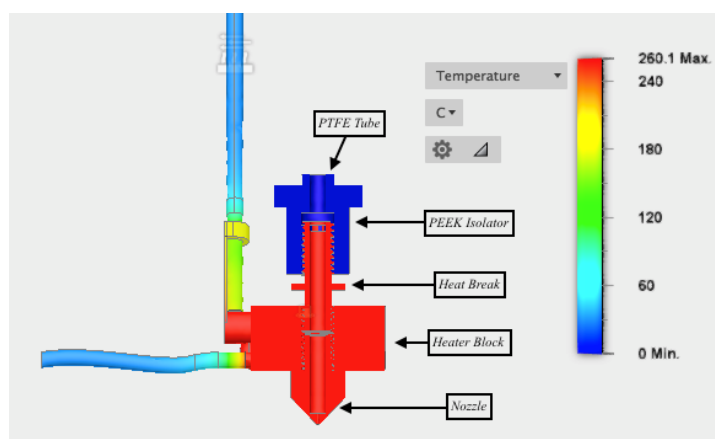 260.1 Max.
Temperature
240
C
PTFE Tube
180
PEEK Isolator
120
Heat Break
60
Heater Block
0 Min.
Nozzle